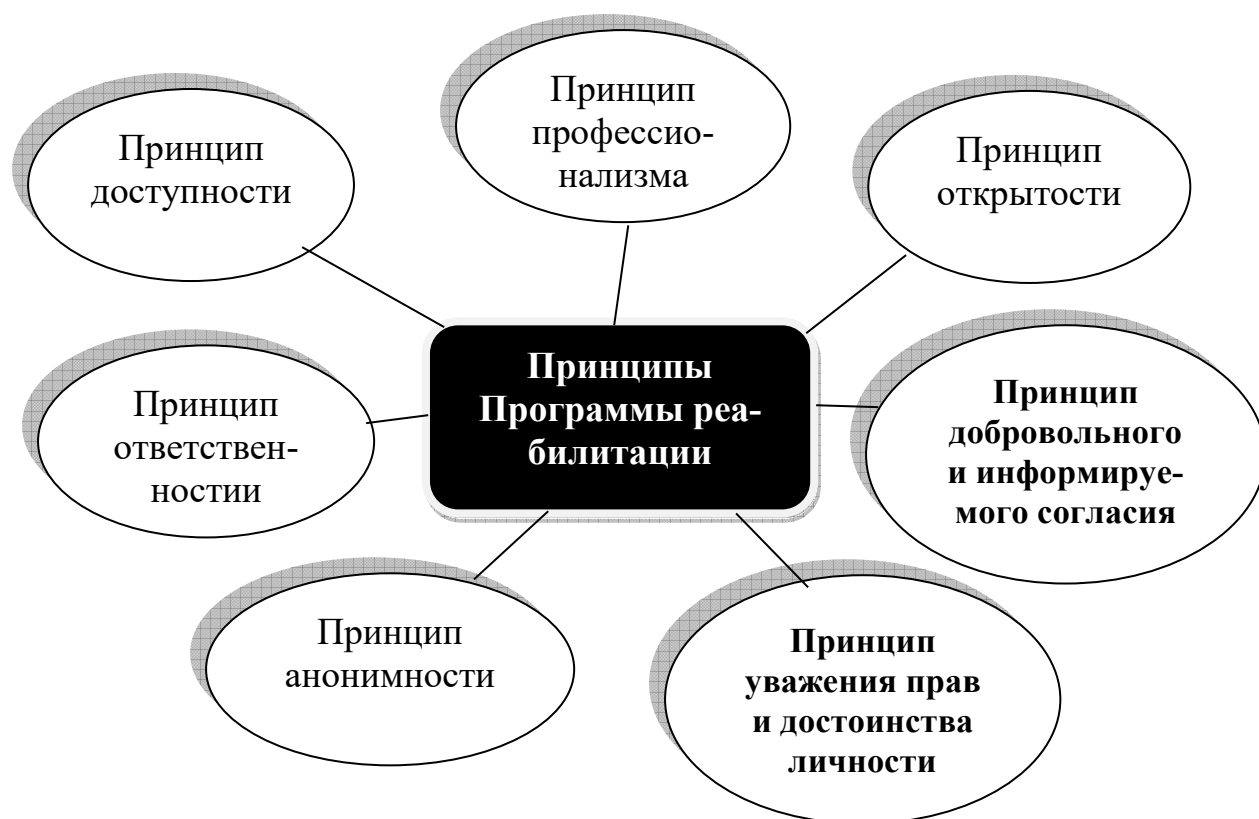 Принцип
доступности
Принцип
профессио-
нализма
Принцип
открытости
Принципы
Программы реа-
билитации
Принцип
ответствен-
ностии
Принцип
добровольного
и информируе-
мого согласия
Принцип
анонимности
Принцип
уважения прав
и достоинства
личности